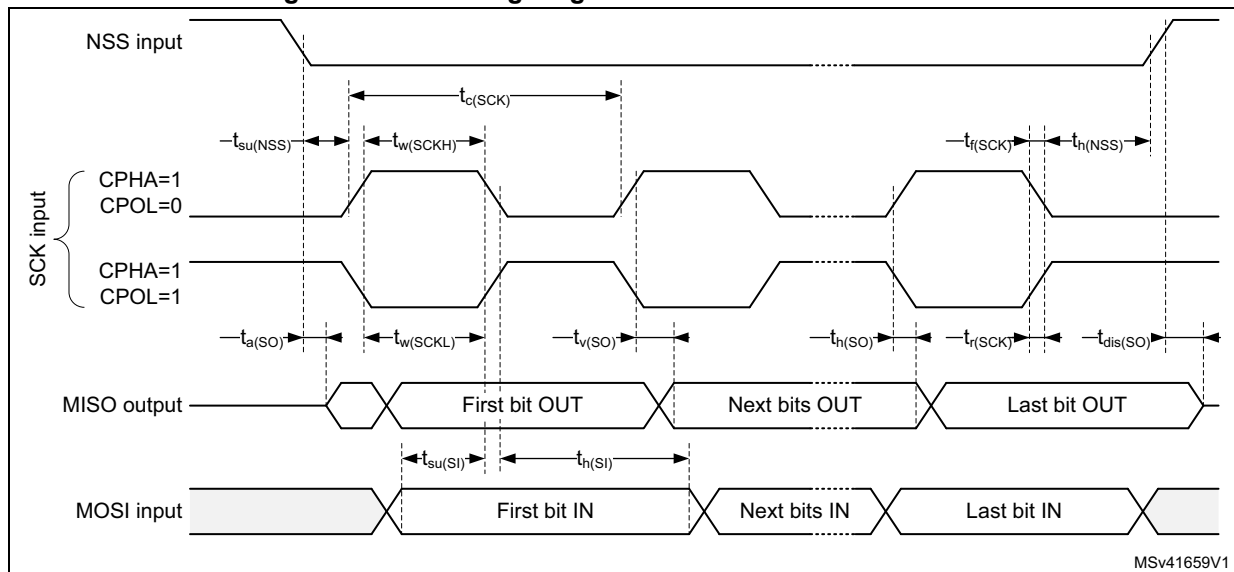 NSS input
tc(SCK)
tsu(NSS) tw(SCKH) tf(SCK) th(NSS)
SCK input
CPHA=1
CPOL=0
CPHA=1
CPOL=1
ta(SO) tw(SCKL) tv(SO) th(SO) tr(SCK) tdis(SO)
MISO output First bit OUT Next bits OUT Last bit OUT
tsu(SI) th(SI)
MOSI input First bit IN Next bits IN Last bit IN
MSv41659V1